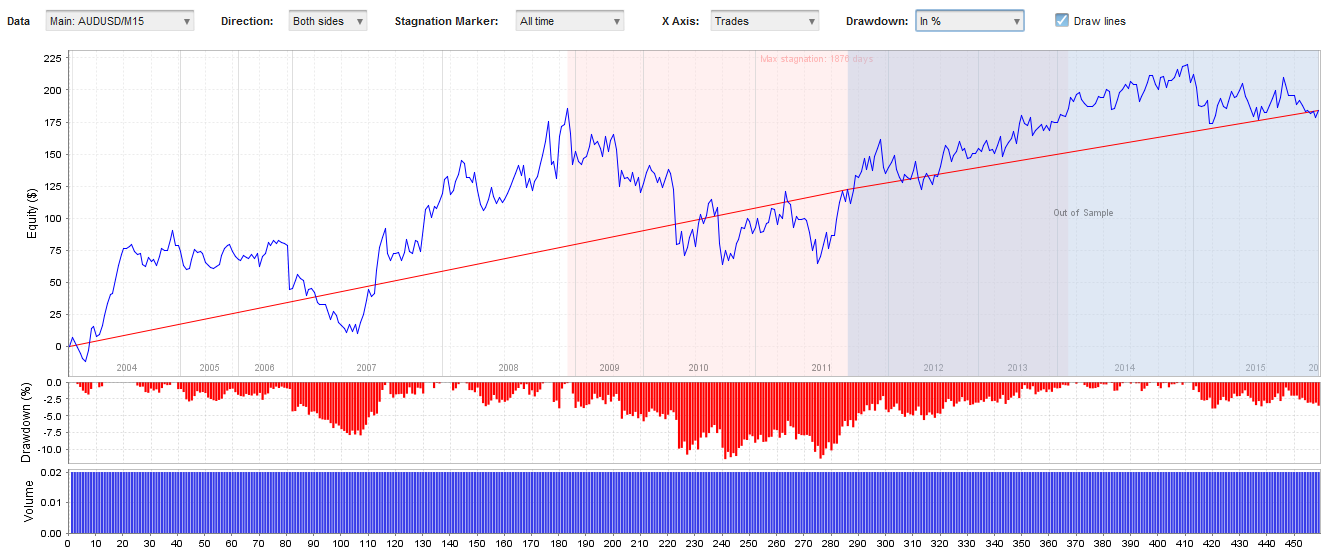 Data Main: AUDUSD/M15 Direction: Both sides Stagnation Marker: All time X Axis: Trades Drawdown: In % Draw lines
Max stagnation: 1876 days
225
200
175
150
125
100
75
50
25
0
Equity ($)
Out of Sample
2004 2005 2006 2007 2008 2009 2010 2011 2012 2013 2014 2015 20
0.0
-2.5
-5.0
-7.5
-10.0
Drawdown (%)
0.02
0.01
0.00
Volume
0 10 20 30 40 50 60 70 80 90 100 110 120 130 140 150 160 170 180 190 200 210 220 230 240 250 260 270 280 290 300 310 320 330 340 350 360 370 380 390 400 410 420 430 440 450